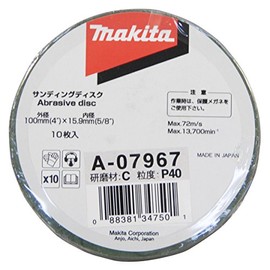 makita
サンディングディスク
Abrasive disc
外径 内径
100mm(4")×15.9mm(5/8")
10枚入
注 意
作業時は、保護メガネを
ご使用下さい。
Max.72m/s
Max.13,700min⁻¹
MADE IN JAPAN
A-07967
x10 研磨材:C 粒度:P40
0 88381 34750 1
Makita Corporation
Anjo, Aichi, Japan